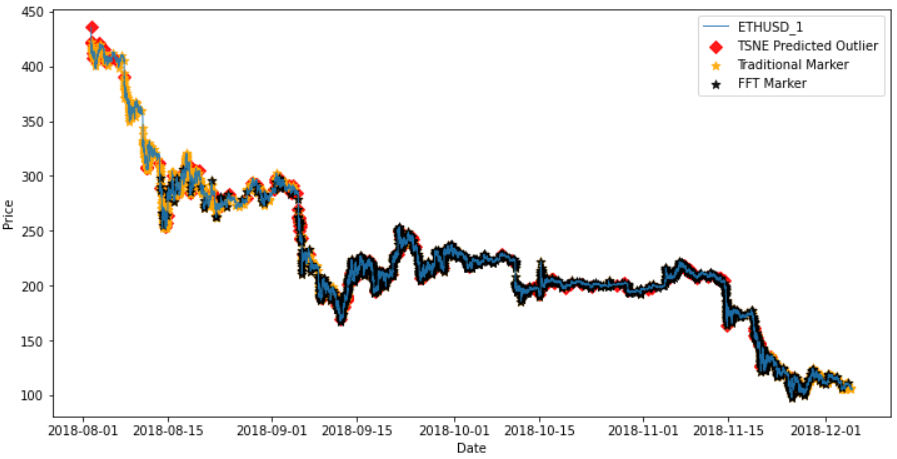 450
400
350
300
250
200
150
100
Price
ETHUSD_1
TSNE Predicted Outlier
Traditional Marker
FFT Marker
2018-08-01 2018-08-15 2018-09-01 2018-09-15 2018-10-01 2018-10-15 2018-11-01 2018-11-15 2018-12-01
Date